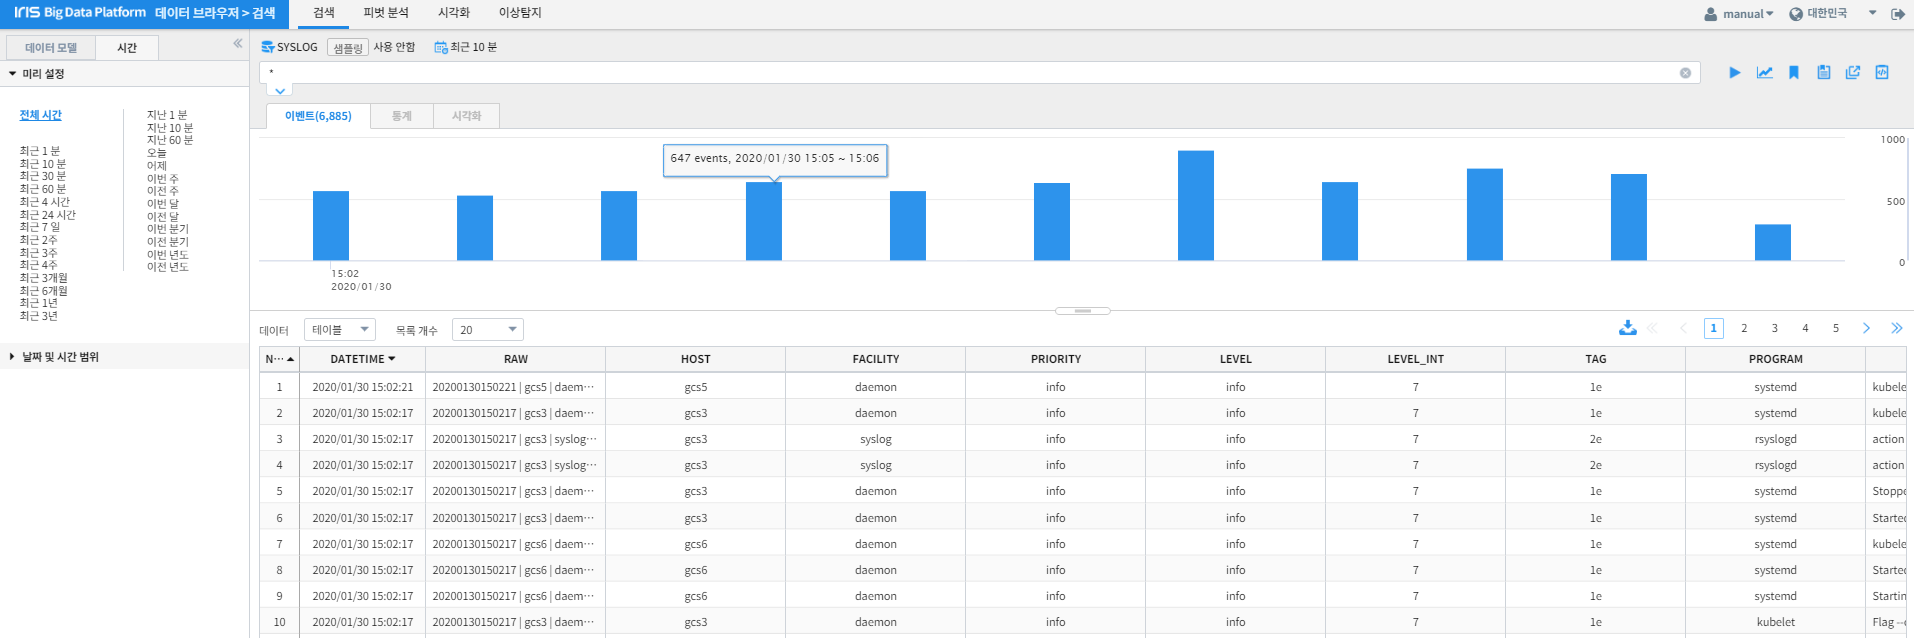 IRIS Big Data Platform 데이터 브라우저 > 검색
검색 피벗 분석 시각화 이상탐지
manual 대한민국
데이터 모델 시간
미리 설정
전체 시간
최근 1 분
최근 10 분
최근 30 분
최근 60 분
최근 4 시간
최근 24 시간
최근 7 일
최근 2주
최근 3주
최근 4주
최근 3개월
최근 6개월
최근 1년
최근 3년
지난 1 분
지난 10 분
지난 60 분
오늘
어제
이번 주
이전 주
이번 달
이전 달
이번 분기
이전 분기
이번 년도
이전 년도
날짜 및 시간 범위
SYSLOG 샘플링 사용 안함 최근 10 분
*
이벤트(6,885) 통계 시각화
1000
647 events, 2020/01/30 15:05 ~ 15:06
500
0
15:02
2020/01/30
데이터 테이블 목록 개수 20
1 2 3 4 5
N··· DATETIME RAW HOST FACILITY PRIORITY LEVEL LEVEL_INT TAG PROGRAM
1 2020/01/30 15:02:21 20200130150221 | gcs5 | daem··· gcs5 daemon info info 7 1e systemd kubele
2 2020/01/30 15:02:17 20200130150217 | gcs3 | daem··· gcs3 daemon info info 7 1e systemd kubele
3 2020/01/30 15:02:17 20200130150217 | gcs3 | syslog··· gcs3 syslog info info 7 2e rsyslogd action
4 2020/01/30 15:02:17 20200130150217 | gcs3 | syslog··· gcs3 syslog info info 7 2e rsyslogd action
5 2020/01/30 15:02:17 20200130150217 | gcs3 | daem··· gcs3 daemon info info 7 1e systemd Stoppe
6 2020/01/30 15:02:17 20200130150217 | gcs3 | daem··· gcs3 daemon info info 7 1e systemd Started
7 2020/01/30 15:02:17 20200130150217 | gcs6 | daem··· gcs6 daemon info info 7 1e systemd kubele
8 2020/01/30 15:02:17 20200130150217 | gcs6 | daem··· gcs6 daemon info info 7 1e systemd Started
9 2020/01/30 15:02:17 20200130150217 | gcs6 | daem··· gcs6 daemon info info 7 1e systemd Startin
10 2020/01/30 15:02:17 20200130150217 | gcs3 | daem··· gcs3 daemon info info 7 1e kubelet Flag --